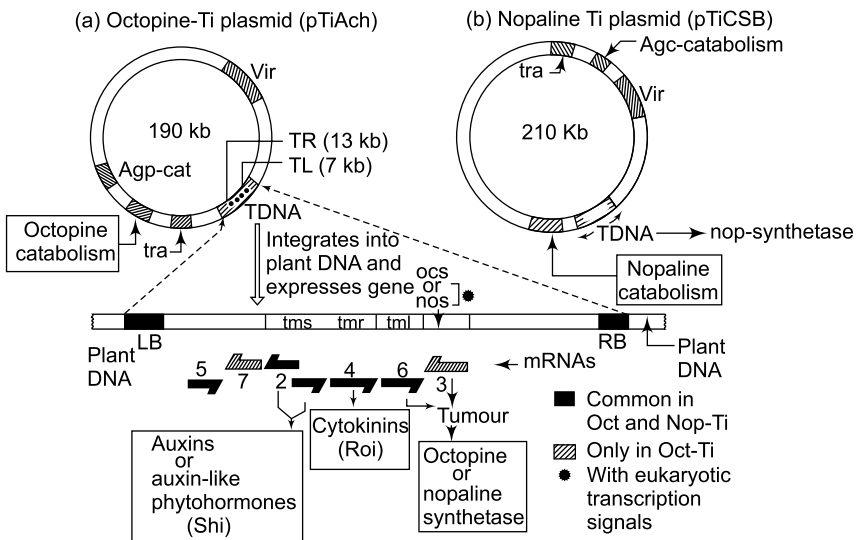 (a) Octopine-Ti plasmid (pTiAch)
(b) Nopaline Ti plasmid (pTiCSB)
Vir
190 kb
TR (13 kb)
TL (7 kb)
Agp-cat
Octopine
catabolism
tra
TDNA
Agc-catabolism
tra
Vir
210 Kb
TDNA
nop-synthetase
Nopaline
catabolism
Integrates into
plant DNA and
expresses gene
ocs
or
nos
tms
tmr
tml
LB
RB
Plant
DNA
Plant
DNA
mRNAs
5
7
2
4
6
3
Tumour
Auxins
or
auxin-like
phytohormones
(Shi)
Cytokinins
(Roi)
Octopine
or
nopaline
synthetase
Common in
Oct and Nop-Ti
Only in Oct-Ti
With eukaryotic
transcription
signals